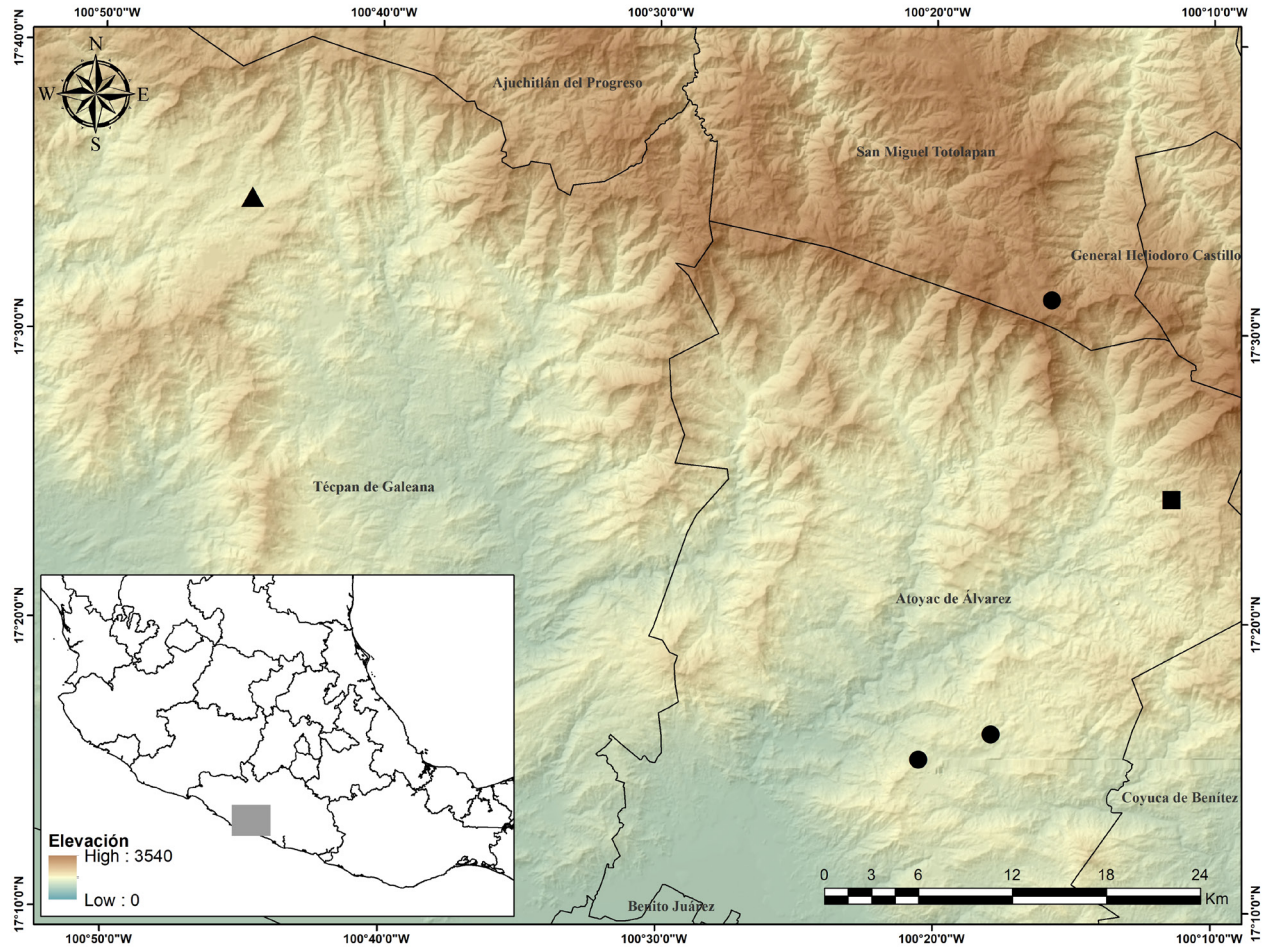 100°50'0"W 100°40'0"W 100°30'0"W 100°20'0"W 100°10'0"W
17°40'0"N
17°40'0"N
N
W E
S
Ajuchitlán del Progreso
San Miguel Totolapan
General Heliodoro Castillo
17°30'0"N
17°30'0"N
Técpan de Galeana
Atoyac de Álvarez
17°20'0"N
17°20'0"N
Coyuca de Benítez
Elevación
High : 3540
Low : 0
0 3 6 12 18 24
Km
Benito Juárez
17°10'0"N
17°10'0"N
100°50'0"W 100°40'0"W 100°30'0"W 100°20'0"W 100°10'0"W